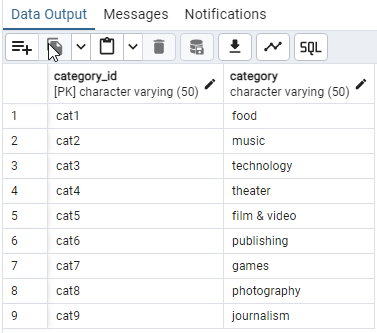 Data Output Messages Notifications
SQL
category_id category
[PK] character varying (50) character varying (50)
1 cat1 food
2 cat2 music
3 cat3 technology
4 cat4 theater
5 cat5 film & video
6 cat6 publishing
7 cat7 games
8 cat8 photography
9 cat9 journalism